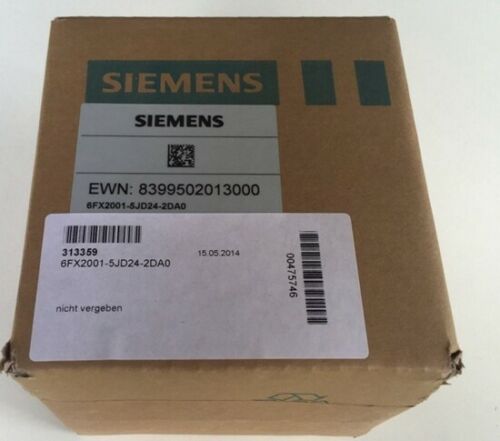 SIEMENS
SIEMENS
EWN: 8399502013000
6FX2001-5JD24-2DA0
313359
15.05.2014
6FX2001-5JD24-2DA0
00475746
nicht vergeben